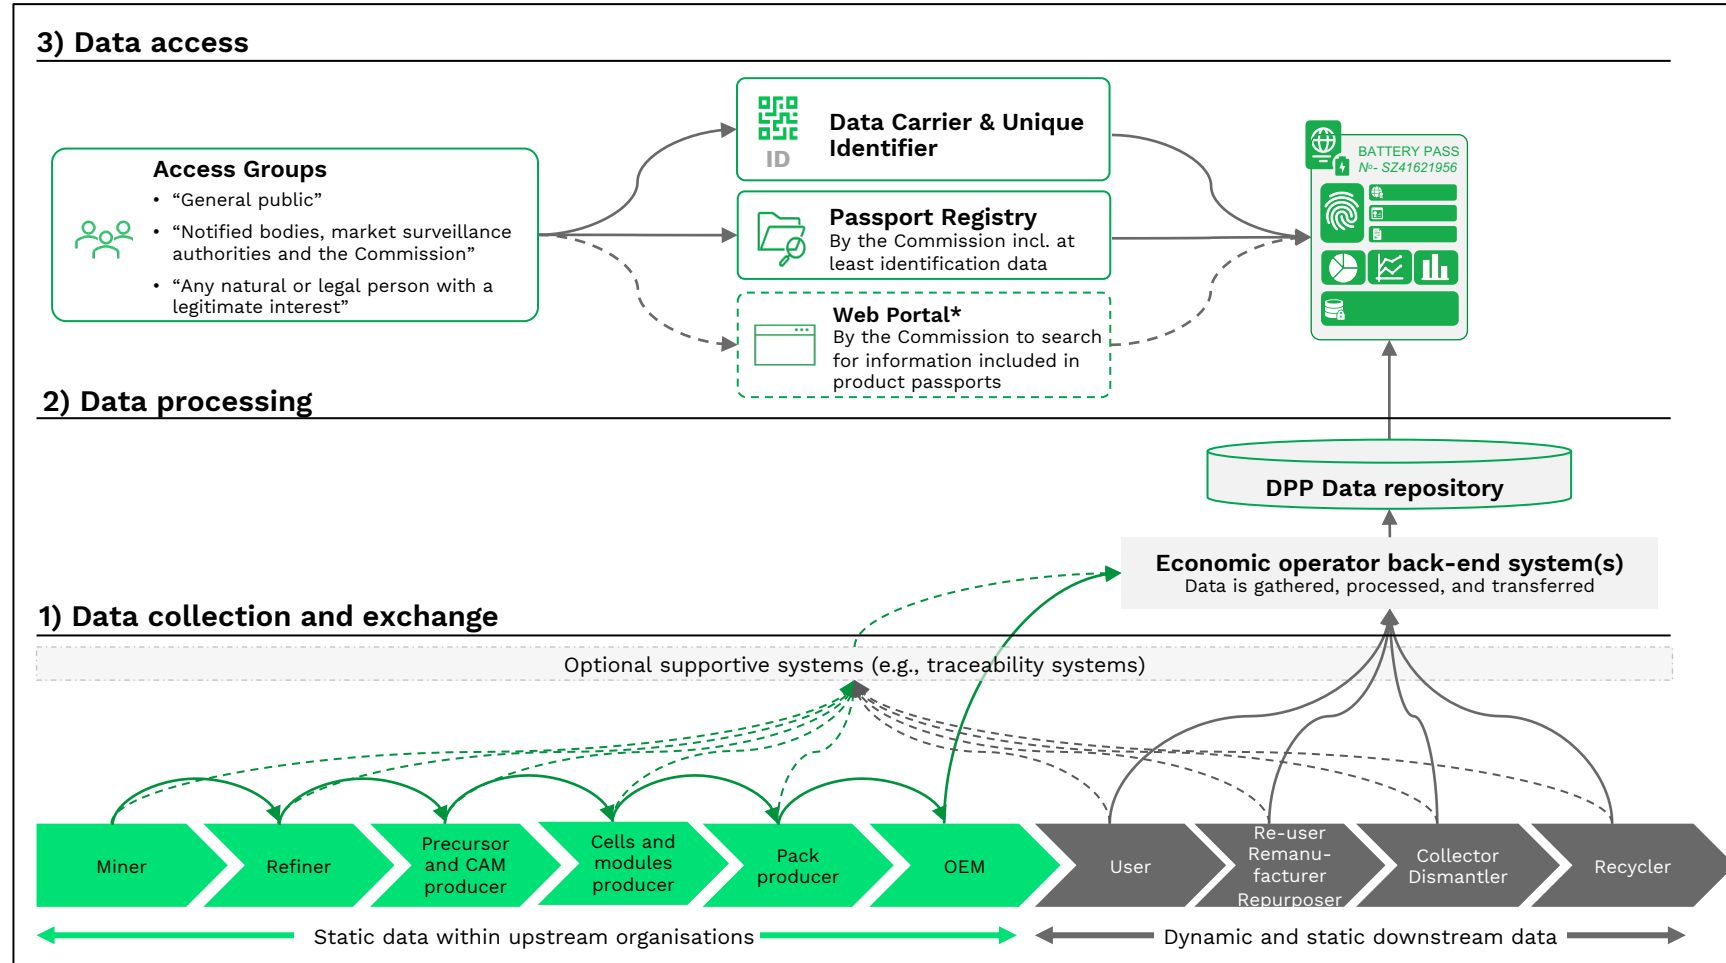 3) Data access
Access Groups
• “General public”
• “Notified bodies, market surveillance
authorities and the Commission”
• “Any natural or legal person with a
legitimate interest”
ID
Data Carrier & Unique
Identifier
Passport Registry
By the Commission incl. at
least identification data
Web Portal*
By the Commission to search
for information included in
product passports
BATTERY PASS
Nº- SZ41621956
2) Data processing
DPP Data repository
Economic operator back-end system(s)
Data is gathered, processed, and transferred
1) Data collection and exchange
Optional supportive systems (e.g., traceability systems)
Miner
Refiner
Precursor
and CAM
producer
Cells and
modules
producer
Pack
producer
OEM
User
Re-user
Remanu-
facturer
Repurposer
Collector
Dismantler
Recycler
Static data within upstream organisations
Dynamic and static downstream data